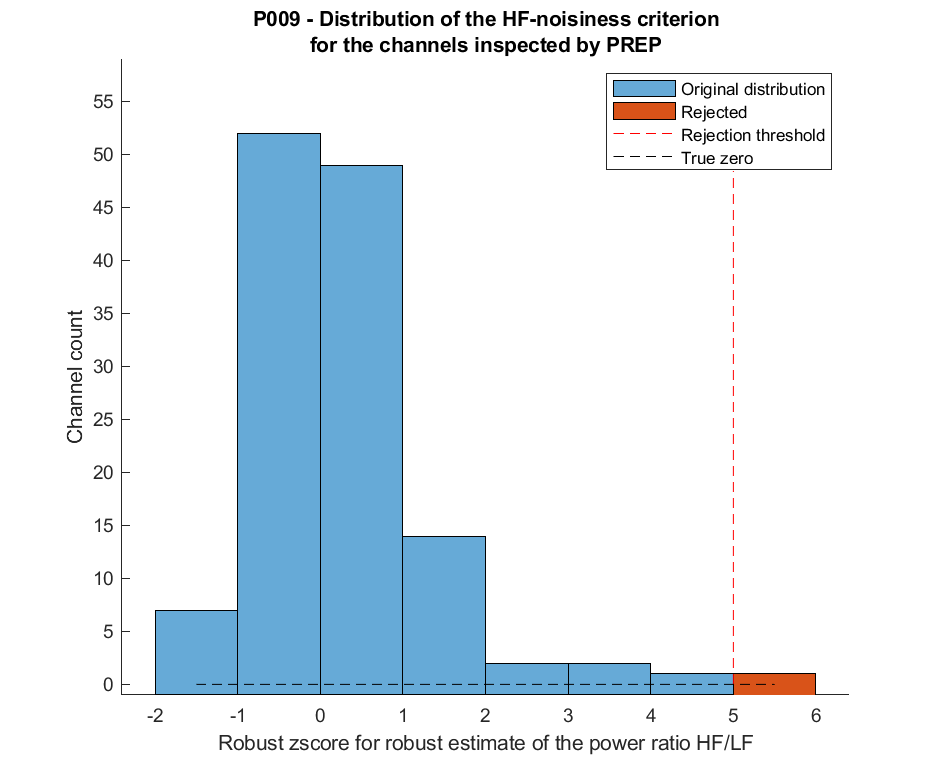 P009 - Distribution of the HF-noisiness criterion
for the channels inspected by PREP
Original distribution
Rejected
Rejection threshold
True zero
Channel count
55
50
45
40
35
30
25
20
15
10
5
0
-2 -1 0 1 2 3 4 5 6
Robust zscore for robust estimate of the power ratio HF/LF